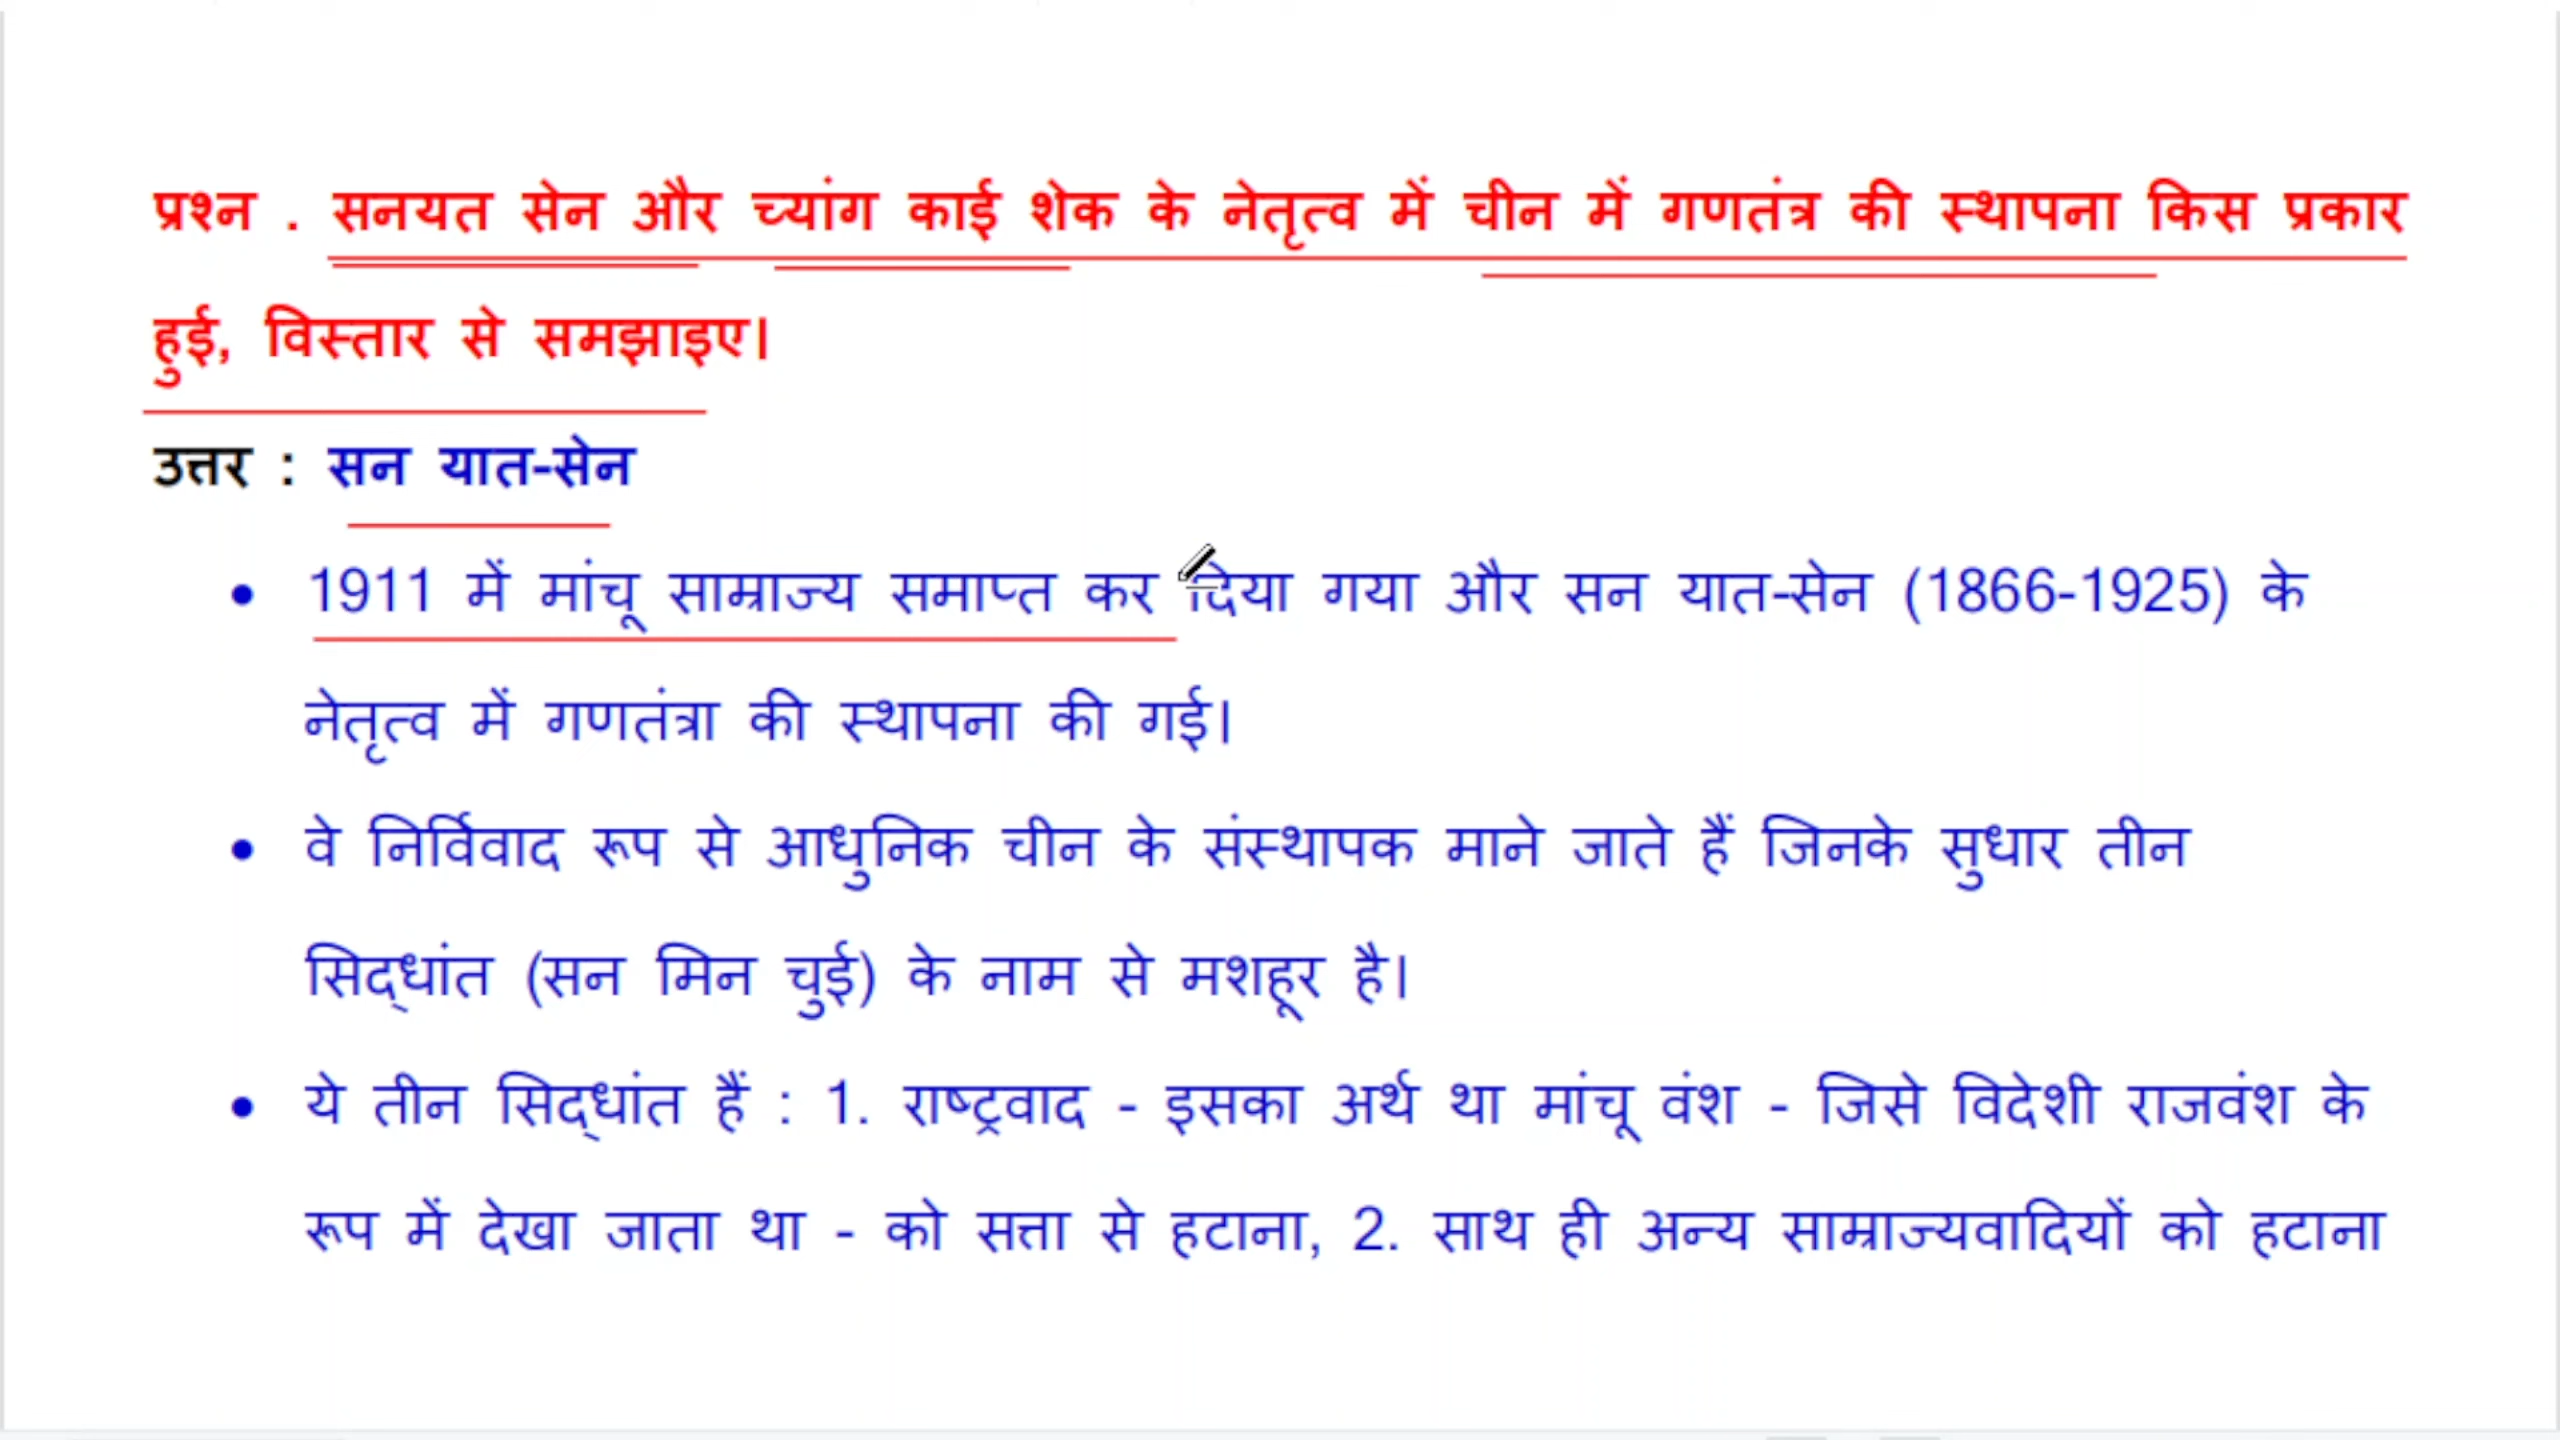 प्रश्न . सनयत सेन और च्यांग काई शेक के नेतृत्व में चीन में गणतंत्र की स्थापना किस प्रकार
हुई, विस्तार से समझाइए।
उत्तर : सन यात-सेन
• 1911 में मांचू साम्राज्य समाप्त कर दिया गया और सन यात-सेन (1866-1925) के
नेतृत्व में गणतंत्रा की स्थापना की गई।
• वे निर्विवाद रूप से आधुनिक चीन के संस्थापक माने जाते हैं जिनके सुधार तीन
सिद्धांत (सन मिन चुई) के नाम से मशहूर है।
• ये तीन सिद्धांत हैं : 1. राष्ट्रवाद - इसका अर्थ था मांचू वंश - जिसे विदेशी राजवंश के
रूप में देखा जाता था - को सत्ता से हटाना, 2. साथ ही अन्य साम्राज्यवादियों को हटाना